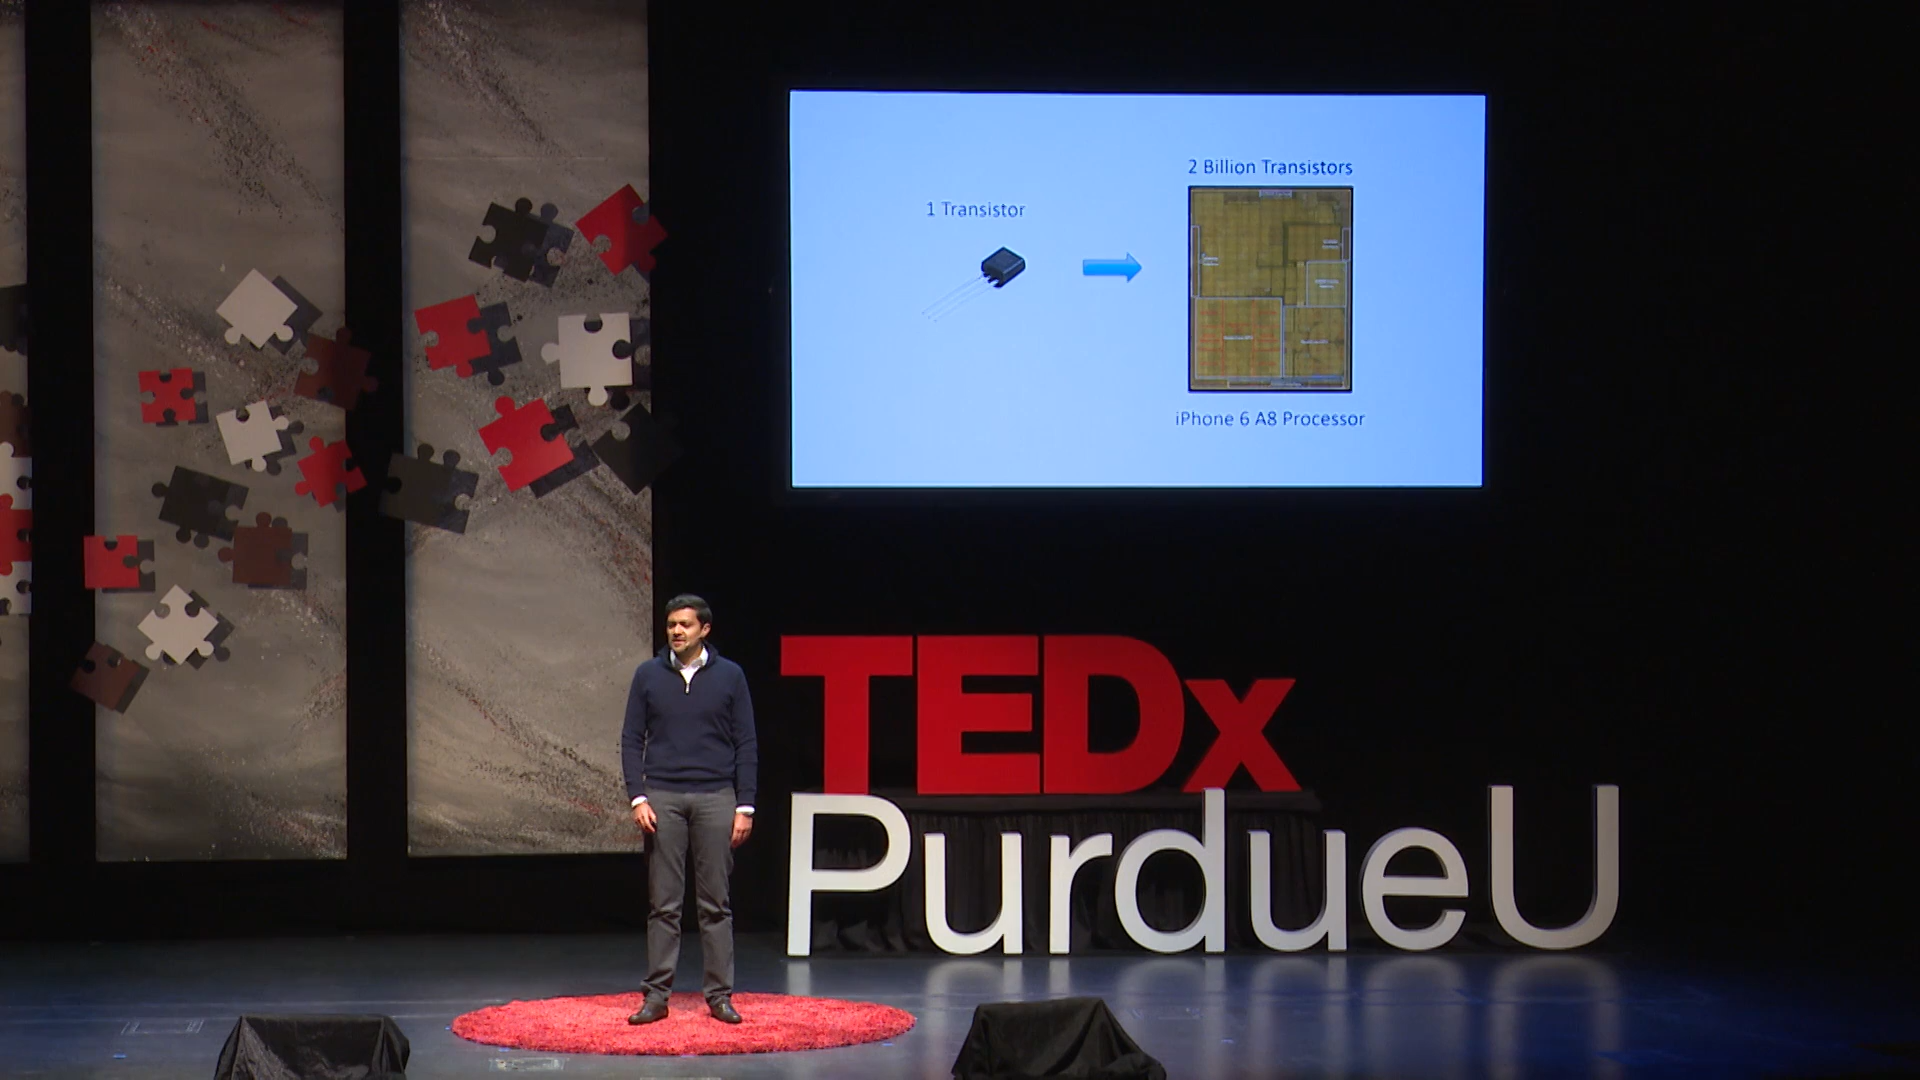 2 Billion Transistors
1 Transistor
iPhone 6 A8 Processor
TEDx
PurdueU